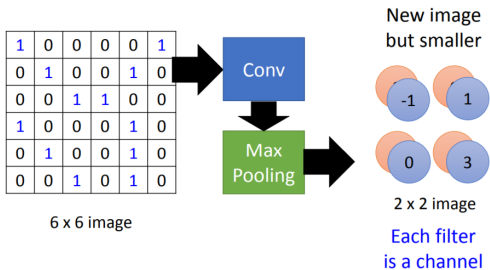 1 0 0 0 0 1
0 1 0 0 1 0
0 0 1 1 0 0
1 0 0 0 1 0
0 1 0 0 1 0
0 0 1 0 1 0
6 x 6 image
Conv
Max
Pooling
New image
but smaller
-1 1
0 3
2 x 2 image
Each filter
is a channel